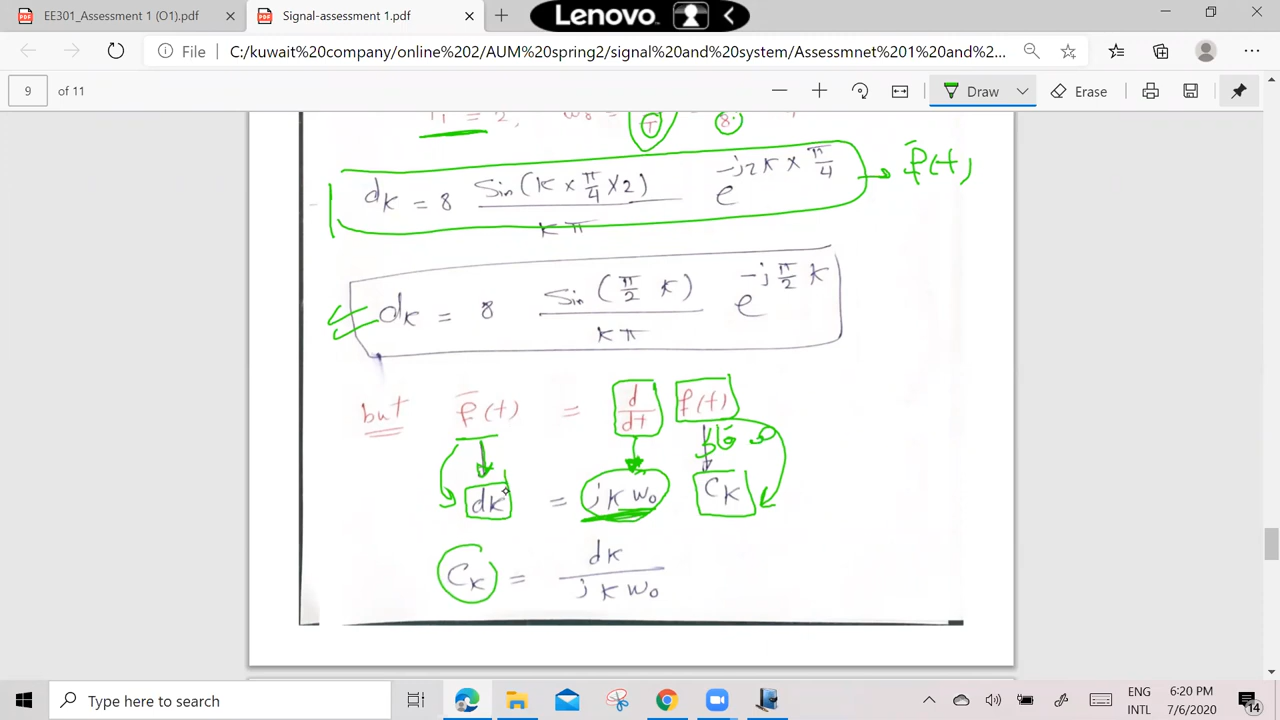 EE301_Assessment 1 (O1).pdf
Signal-assessment 1.pdf
Lenovo
File C:/kuwait%20company/online%202/AUM%20spring2/signal%20and%20system/Assessmnet%201%20and%2...
9 of 11
Draw
Erase
= 2,
T 8
dk = 8 Sin(k × π/4 × 2) / kπ e^(-j2k × π/4) → f̄(t)
dk = 8 Sin(π/2 k) / kπ e^(-jπ/2 k)
but f̄(t) = d/dt f(t)
dk = jkw₀ Ck
Ck = dk / jkw₀
Type here to search
ENG
INTL
6:20 PM
7/6/2020
14